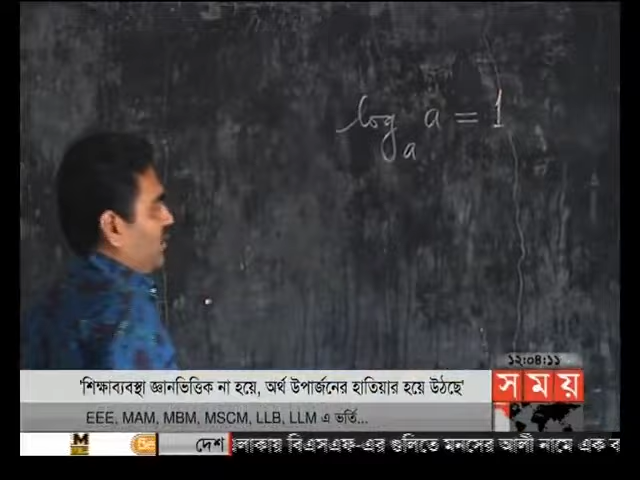 log a a = 1
১২:০৪:১১
'শিক্ষাব্যবস্থা জ্ঞানভিত্তিক না হয়ে, অর্থ উপার্জনের হাতিয়ার হয়ে উঠছে'
সময়
EEE, MAM, MBM, MSCM, LLB, LLM এ ভর্তি...
M দেশ লাকায় বিএসএফ-এর গুলিতে মনসের আলী নামে এক ব